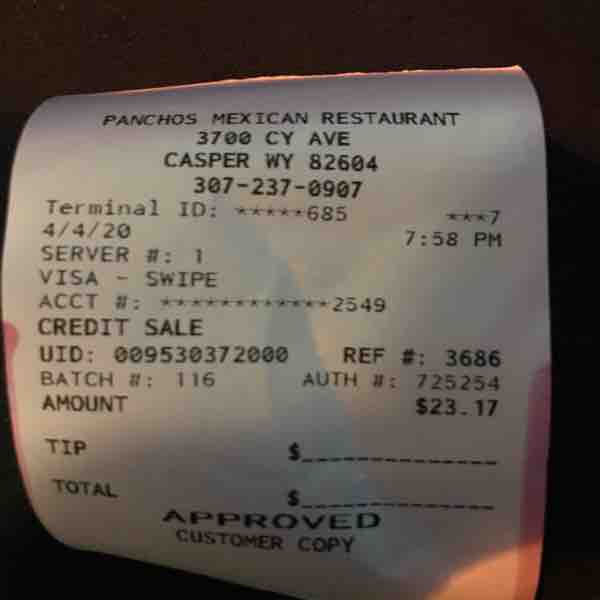 PANCHOS MEXICAN RESTAURANT
3700 CY AVE
CASPER WY 82604
307-237-0907
Terminal ID: *****685 ***7
4/4/20 7:58 PM
SERVER #: 1
VISA - SWIPE
ACCT #: ************2549
CREDIT SALE
UID: 009530372000 REF #: 3686
BATCH #: 116 AUTH #: 725254
AMOUNT $23.17
TIP $______________
TOTAL $______________
APPROVED
CUSTOMER COPY